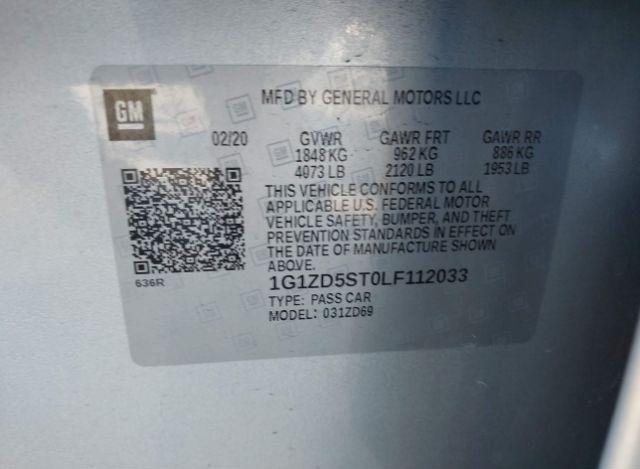 GM
MFD BY GENERAL MOTORS LLC
02/20 GVWR GAWR FRT GAWR RR
1848 KG 962 KG 886 KG
4073 LB 2120 LB 1953 LB
THIS VEHICLE CONFORMS TO ALL
APPLICABLE U.S. FEDERAL MOTOR
VEHICLE SAFETY, BUMPER, AND THEFT
PREVENTION STANDARDS IN EFFECT ON
THE DATE OF MANUFACTURE SHOWN
ABOVE.
636R
1G1ZD5ST0LF112033
TYPE: PASS CAR
MODEL: 031ZD69